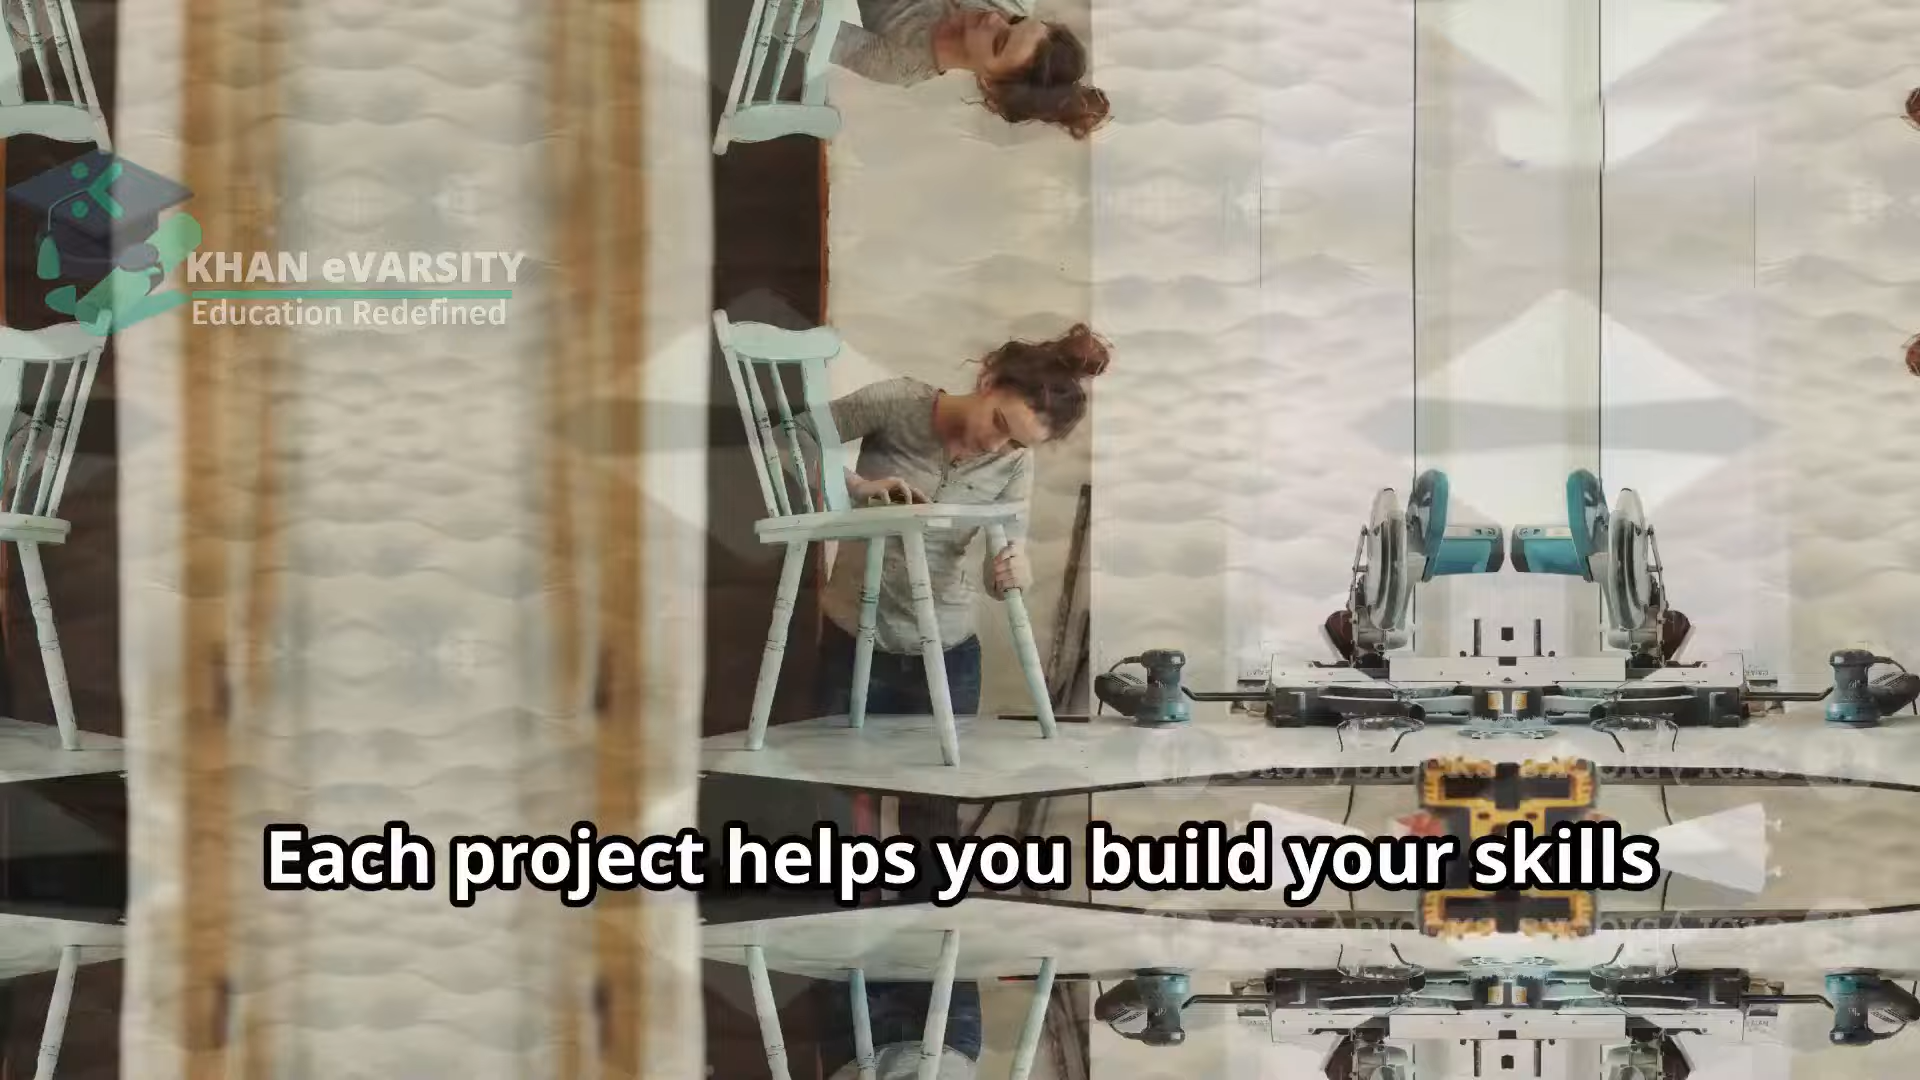 KHAN eVARSITY
Education Redefined
Each project helps you build your skills